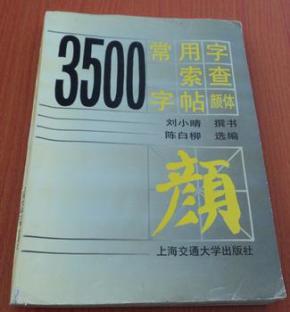 3500
常用字
索查
字帖 颜体
刘小晴 撰书
陈白柳 选编
顔
上海交通大学出版社